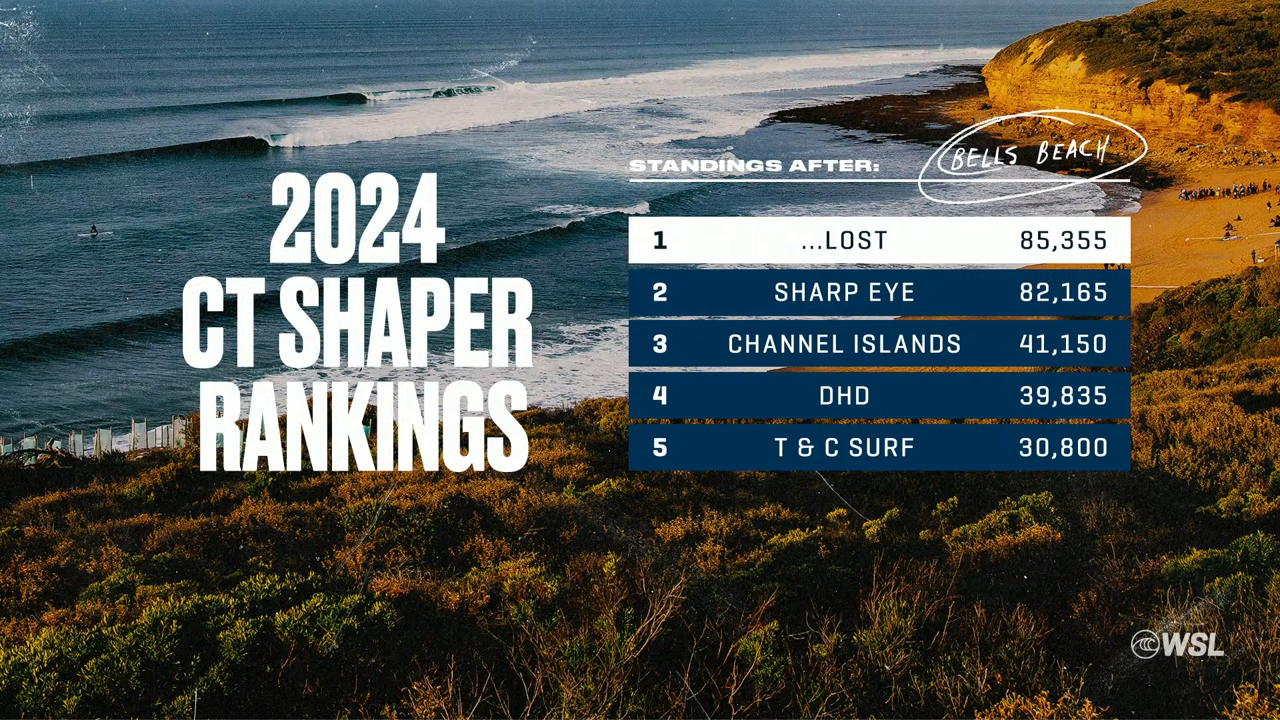 2024
CT SHAPER
RANKINGS
STANDINGS AFTER: BELLS BEACH
1 ...LOST 85,355
2 SHARP EYE 82,165
3 CHANNEL ISLANDS 41,150
4 DHD 39,835
5 T & C SURF 30,800
WSL